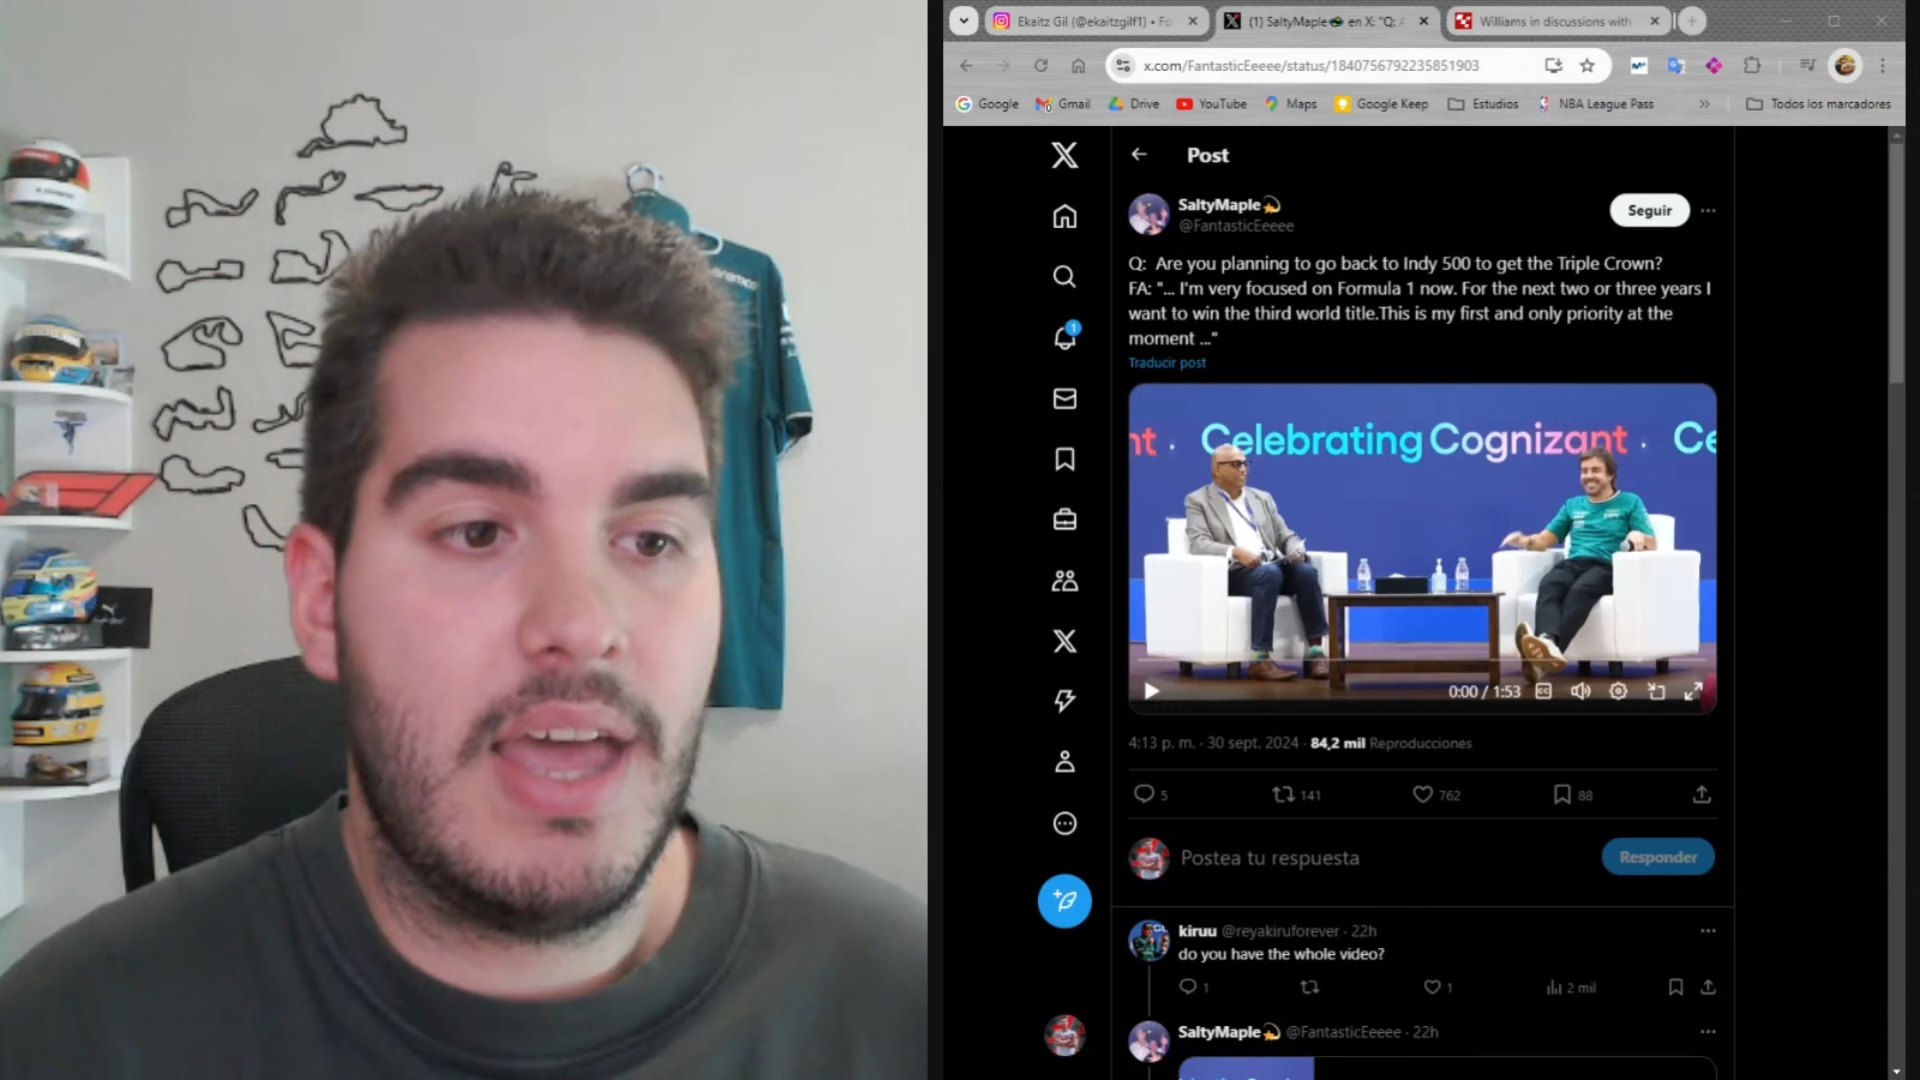 Ekaitz Gil (@ekaitzgilf1) • Fo
(1) SaltyMaple en X: "Q: A
Williams in discussions with
x.com/FantasticEeeee/status/1840756792235851903
Google
Gmail
Drive
YouTube
Maps
Google Keep
Estudios
NBA League Pass
»
Todos los marcadores
Post
SaltyMaple
@FantasticEeeee
Seguir
Q: Are you planning to go back to Indy 500 to get the Triple Crown?
FA: "... I'm very focused on Formula 1 now. For the next two or three years I
want to win the third world title.This is my first and only priority at the
moment ..."
Traducir post
nt . Celebrating Cognizant . Ce
0:00 / 1:53
4:13 p. m. · 30 sept. 2024 · 84,2 mil Reproducciones
5
141
762
88
Postea tu respuesta
Responder
kiruu @reyakiruforever · 22h
do you have the whole video?
1
1
2 mil
SaltyMaple @FantasticEeeee · 22h
1
aramco